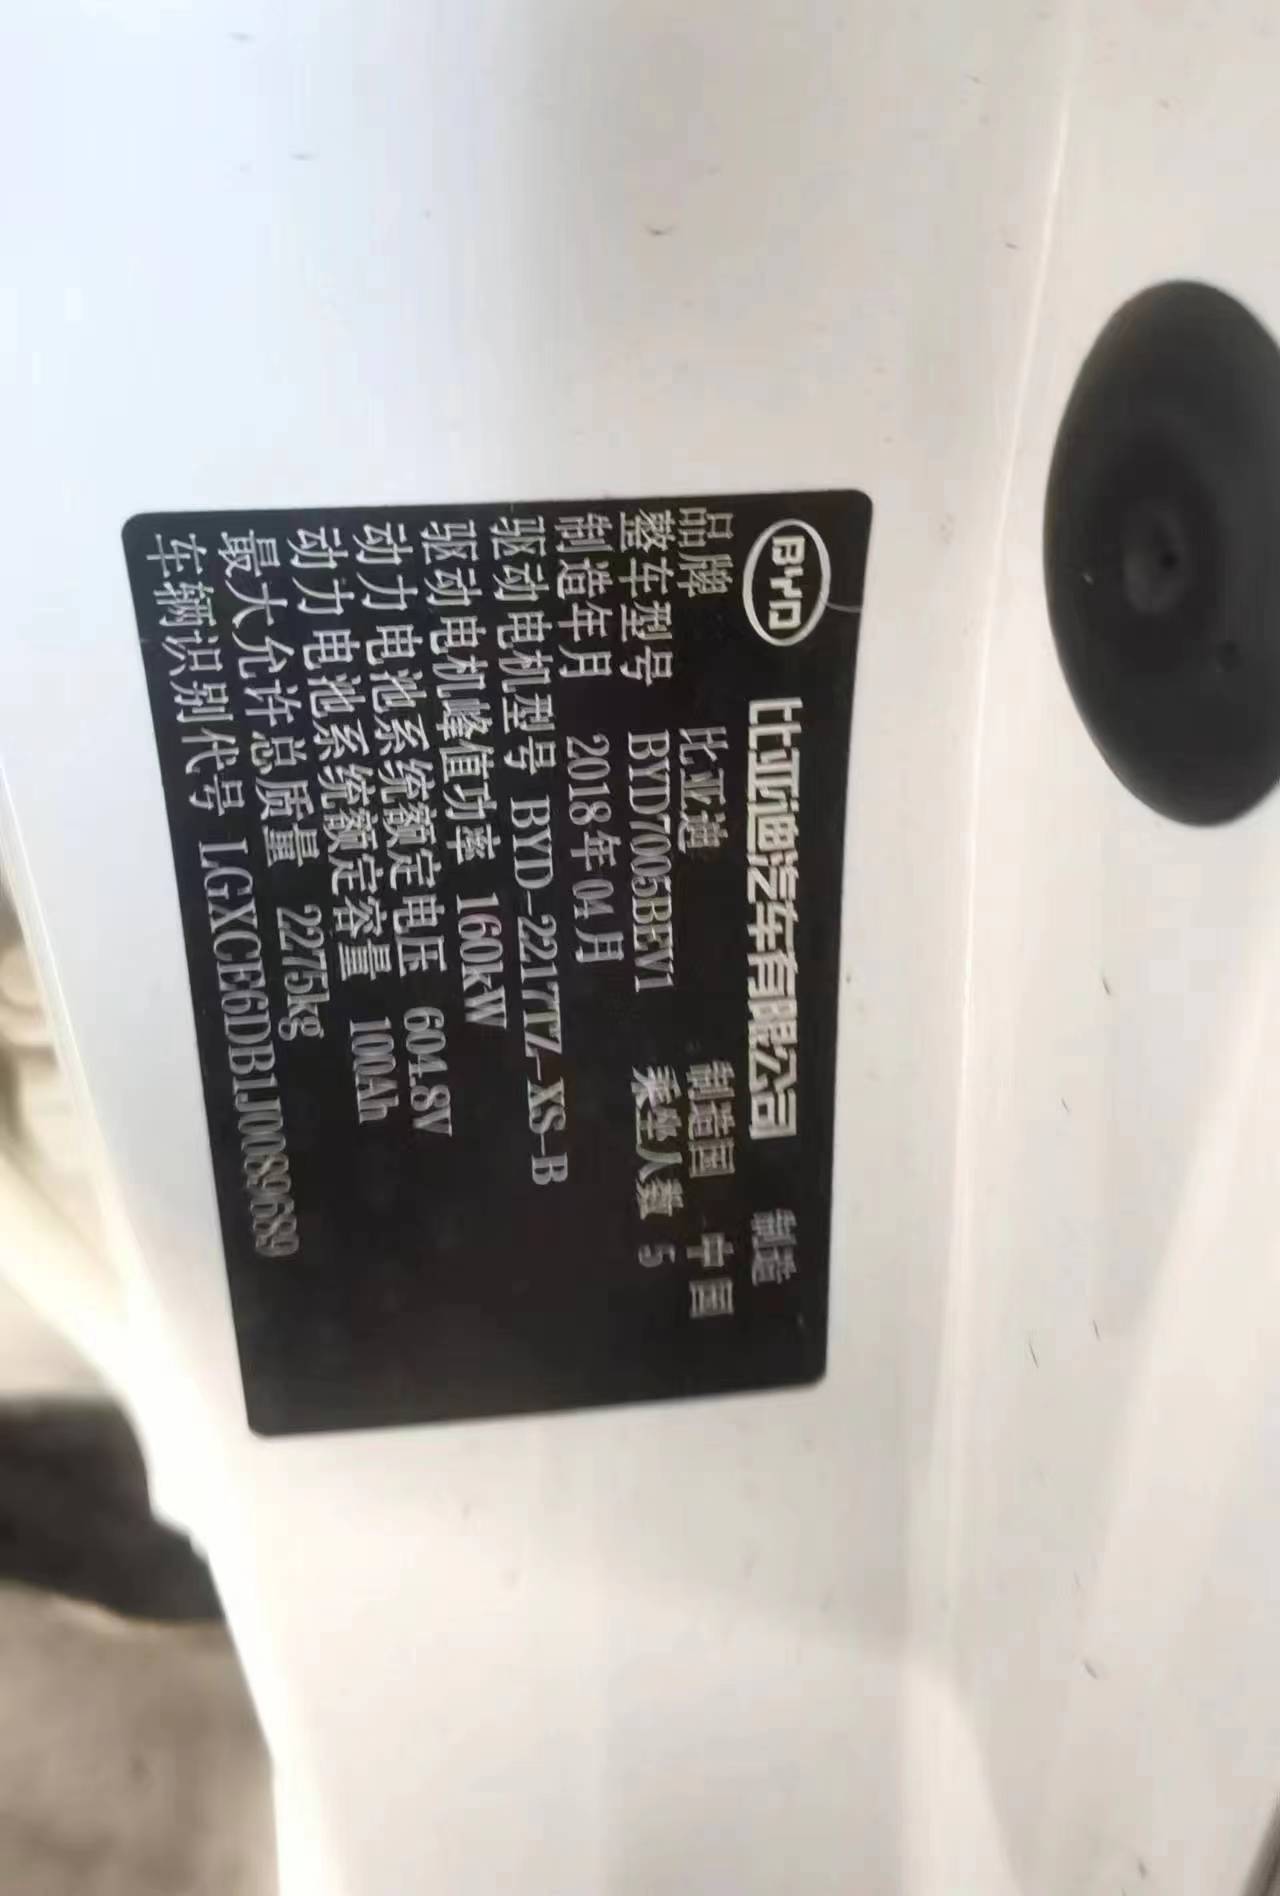 BYD 比亚迪汽车有限公司 制造
品牌 比亚迪 制造国 中国
整车型号 BYD7005BEV1 乘坐人数 5
制造年月 2018年04月
驱动电机型号 BYD-2217TZ-XS-B
驱动电机峰值功率 160kW
动力电池系统额定电压 604.8V
动力电池系统额定容量 100Ah
最大允许总质量 2275kg
车辆识别代号 LGXCE6DB1J0089689